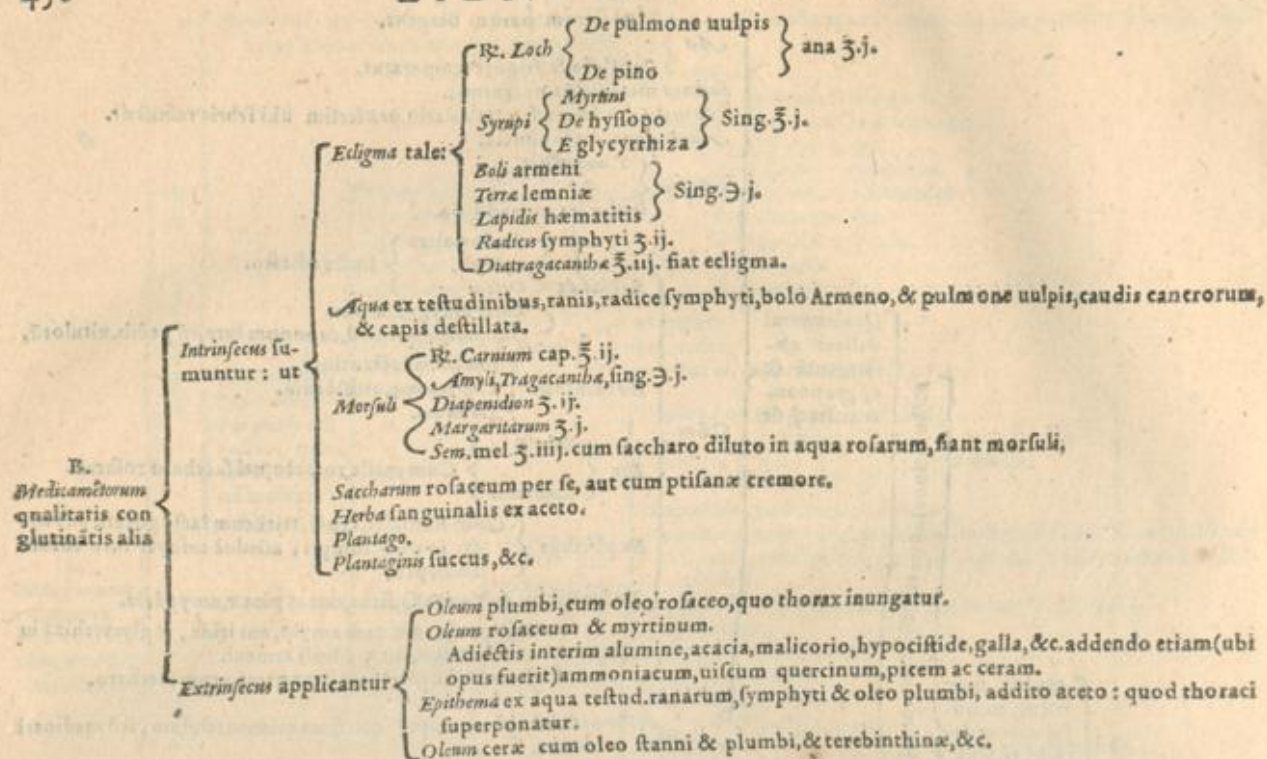 ℞. Loch
De pulmone uulpis
De pino
ana ʒ.j.
Syrupi
Myrtini
De hyſſopo
E glycyrrhiza
Sing.℥.j.
Ecligma tale:
Boli armeni
Terræ lemniæ
Lapidis hæmatitis
Sing.℈.j.
Radicis ſymphyti ʒ.ij.
Diatragacanthæ ℥.iij. fiat ecligma.
Aqua ex teſtudinibus,ranis,radice ſymphyti,bolo Armeno,& pulmone uulpis,caudis cancrorum,
& capis deſtillata.
Intrinſecus ſu-
muntur: ut
Morſuli
℞. Carnium cap.℥.ij.
Amyli,Tragacanthæ,ſing.℈.j.
Diapenidion ʒ.ij.
Margaritarum ʒ.j.
Sem.mel ʒ.iiij.cum ſaccharo diluto in aqua roſarum,fiant morſuli,
Saccharum roſaceum per ſe, aut cum ptiſanæ cremore.
Herba ſanguinalis ex aceto.
Plantago.
Plantaginis ſuccus,&c.
B.
Medicamētorum
qualitatis con
glutinātis alia
Extrinſecus applicantur
Oleum plumbi,cum oleo roſaceo,quo thorax inungatur.
Oleum roſaceum & myrtinum.
Adiectis interim alumine,acacia,malicorio,hypociſtide,galla,&c.addendo etiam(ubi
opus fuerit)ammoniacum,uiſcum quercinum,picem ac ceram.
Epithema ex aqua teſtud.ranarum,ſymphyti & oleo plumbi, addito aceto : quod thoraci
ſuperponatur.
Oleum ceræ cum oleo ſtanni & plumbi,& terebinthinæ,&c.